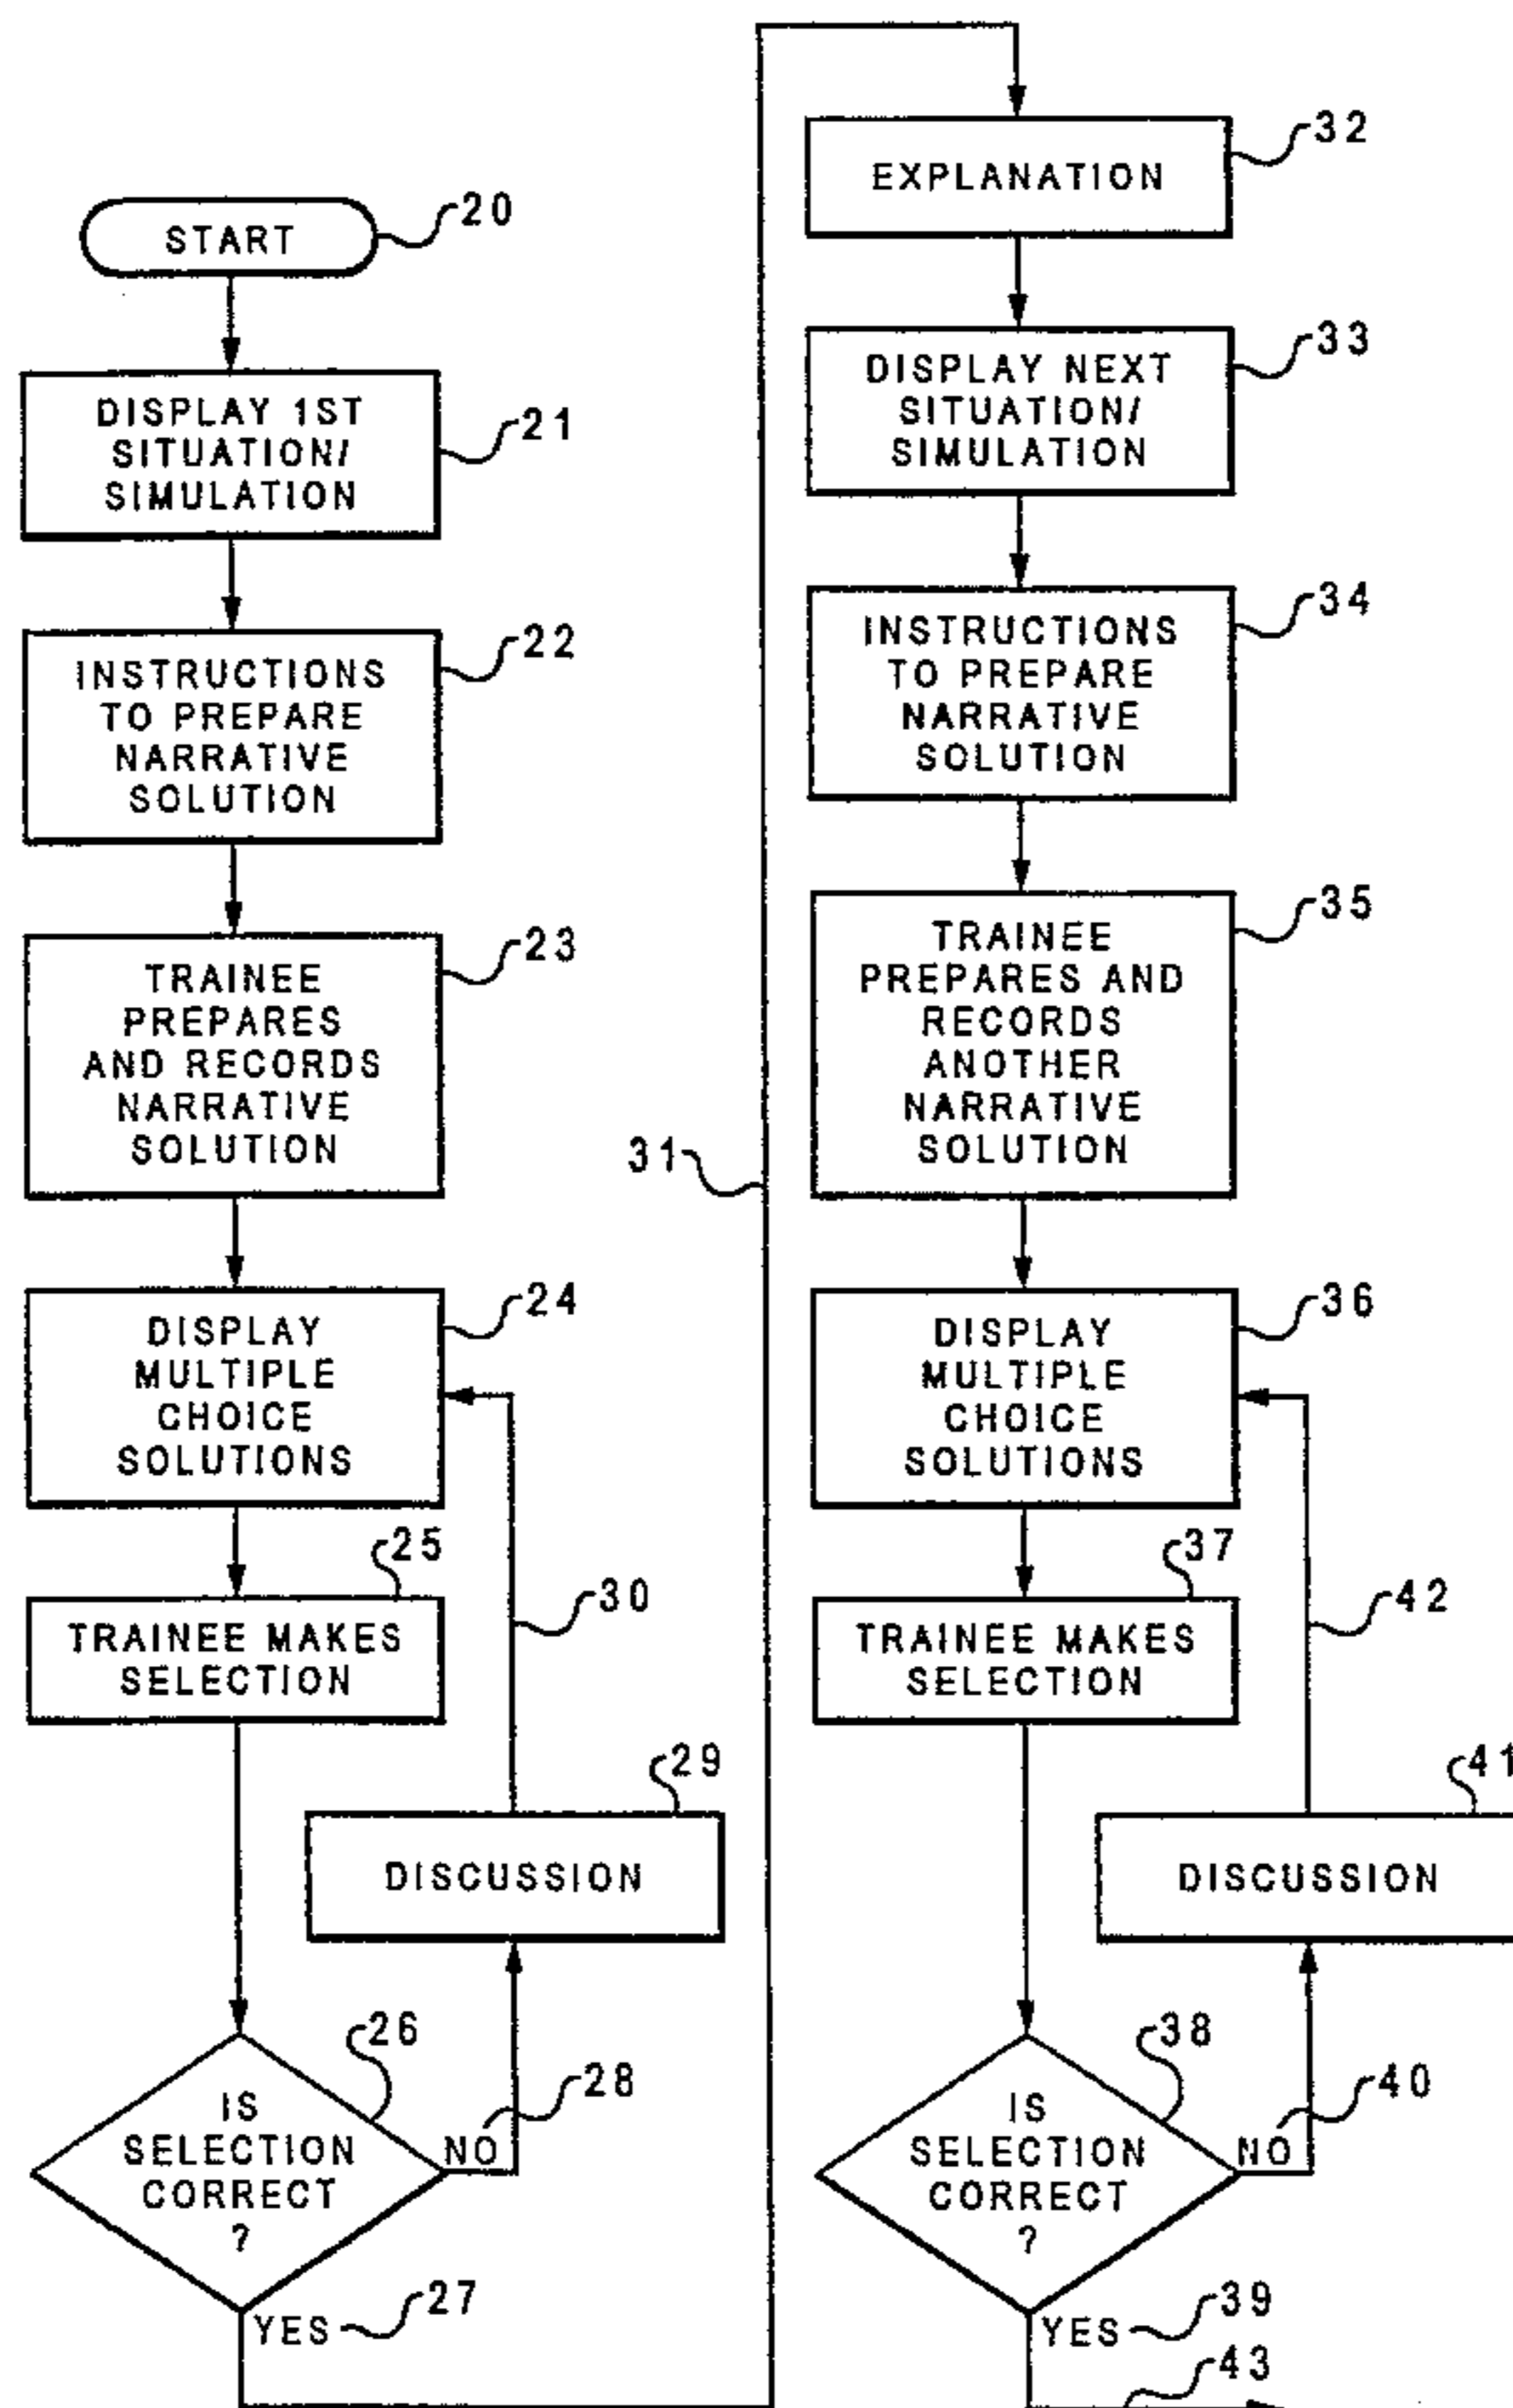 START
20
DISPLAY 1ST
SITUATION/
SIMULATION
21
INSTRUCTIONS
TO PREPARE
NARRATIVE
SOLUTION
22
TRAINEE
PREPARES
AND RECORDS
NARRATIVE
SOLUTION
23
DISPLAY
MULTIPLE
CHOICE
SOLUTIONS
24
25
TRAINEE MAKES
SELECTION
30
29
DISCUSSION
26
IS
SELECTION
CORRECT
?
NO
28
YES
27
31
EXPLANATION
32
DISPLAY NEXT
SITUATION/
SIMULATION
33
INSTRUCTIONS
TO PREPARE
NARRATIVE
SOLUTION
34
TRAINEE
PREPARES AND
RECORDS
ANOTHER
NARRATIVE
SOLUTION
35
DISPLAY
MULTIPLE
CHOICE
SOLUTIONS
36
37
TRAINEE MAKES
SELECTION
42
41
DISCUSSION
38
IS
SELECTION
CORRECT
?
NO
40
YES
39
43